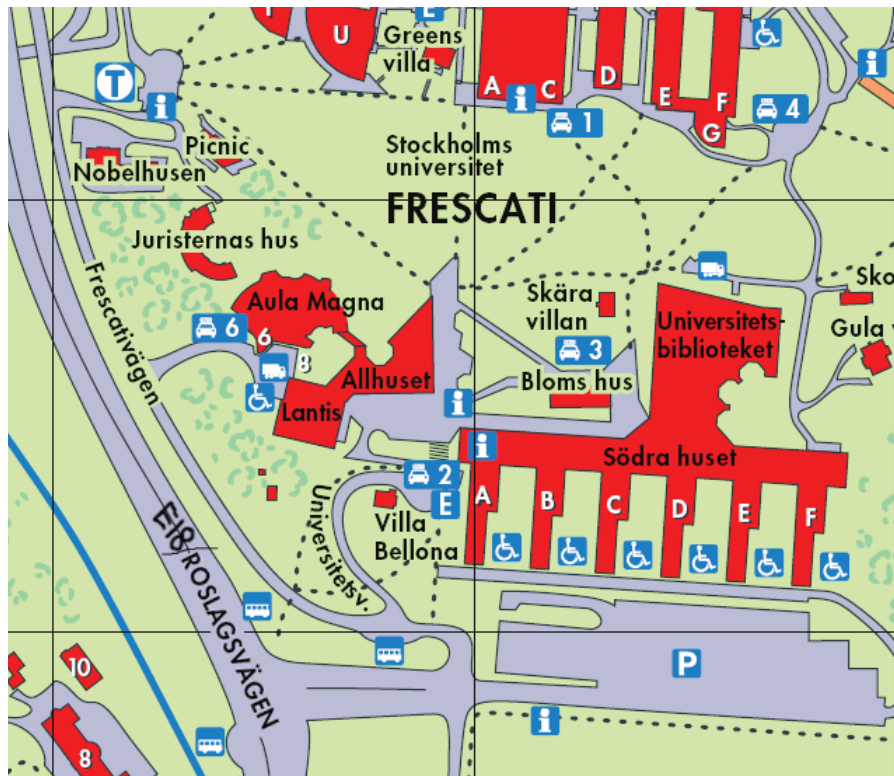 U
E
Greens
villa
A
C
D
E
F
G
i
i
1
4
T
i
Picnic
Nobelhusen
Stockholms
universitet
FRESCATI
Juristernas hus
Frescativägen
Aula Magna
6
6
8
Allhuset
Lantis
i
Skära
villan
3
Bloms hus
Universitets-
biblioteket
Sko
Gula v
i
Södra huset
2
E
A
B
C
D
E
F
Villa
Bellona
Universitetsv.
E18 ROSLAGSVÄGEN
P
i
10
8